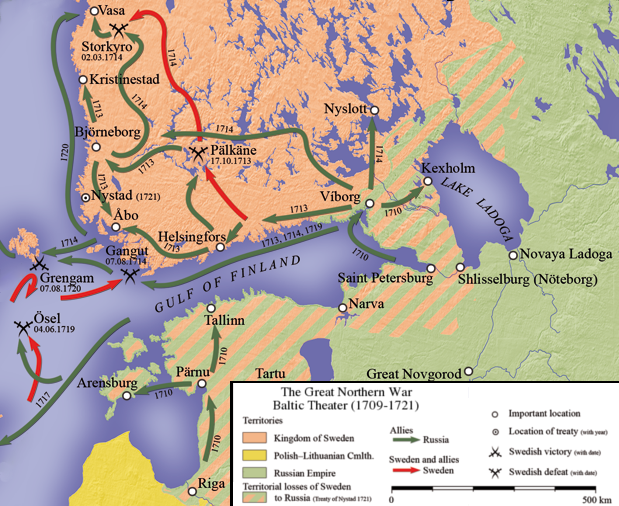 Vasa
Storkyro
02.03.1714
1714
Kristinestad
1713
1714
Nyslott
Björneborg
1714
1720
1713
Pälkäne
17.10.1713
1714
Kexholm
LAKE LADOGA
1713
Nystad (1721)
Víborg
1710
1713
Åbo
Helsingfors
1713
1714
Gangut
07.08.1714
1713, 1714, 1719
1710
Novaya Ladoga
Grengam
07.08.1720
GULF OF FINLAND
Saint Petersburg
Shlisselburg (Nöteborg)
Narva
Ösel
04.06.1719
Tallinn
1710
Pärnu
Tartu
Great Novgorod
Arensburg
1710
1717
1710
Riga
The Great Northern War
Baltic Theater (1709-1721)
Territories
Kingdom of Sweden
Polish–Lithuanian Cmlth.
Russian Empire
Territorial losses of Sweden
to Russia (Treaty of Nystad 1721)
Allies
Russia
Sweden and allies
Sweden
Important location
Location of treaty (with year)
Swedish victory (with date)
Swedish defeat (with date)
0
500 km